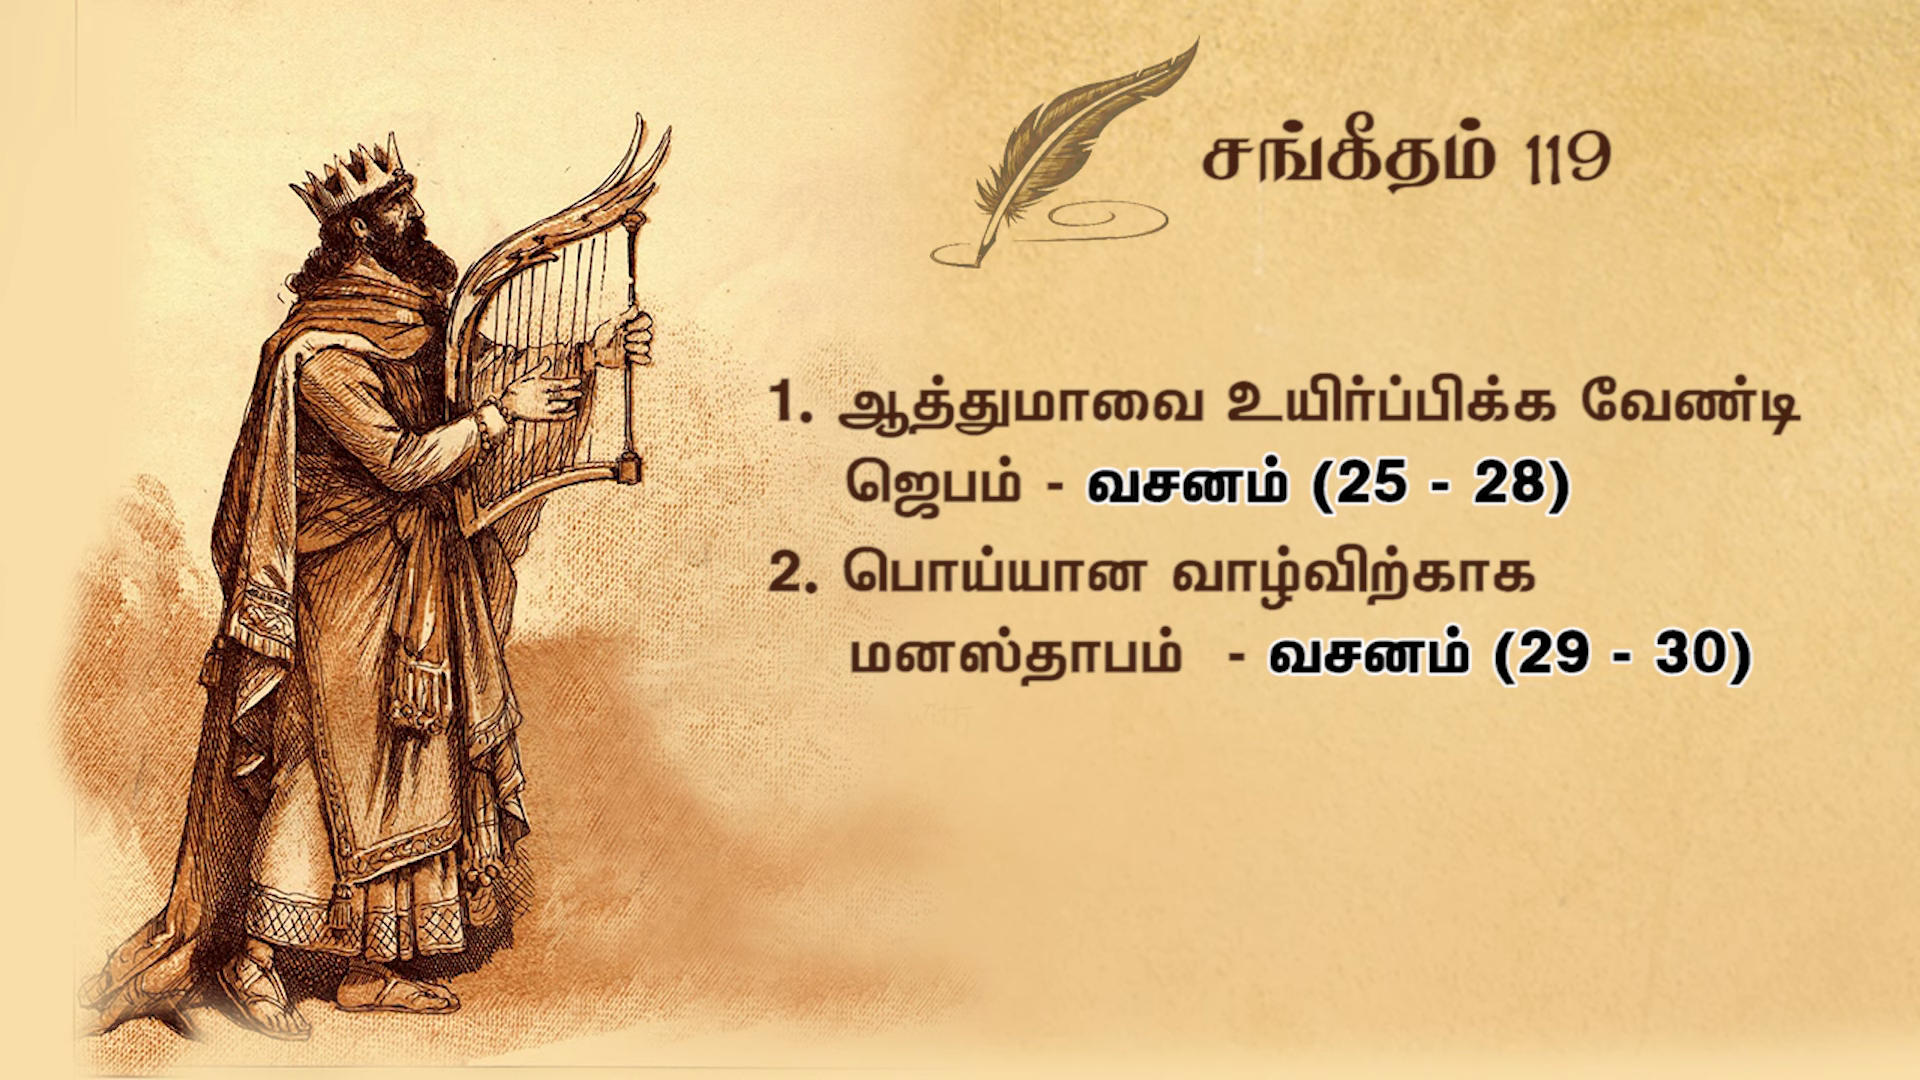 சங்கீதம் 119
1. ஆத்துமாவை உயிர்ப்பிக்க வேண்டி
ஜெபம் - வசனம் (25 - 28)
2. பொய்யான வாழ்விற்காக
மனஸ்தாபம் - வசனம் (29 - 30)